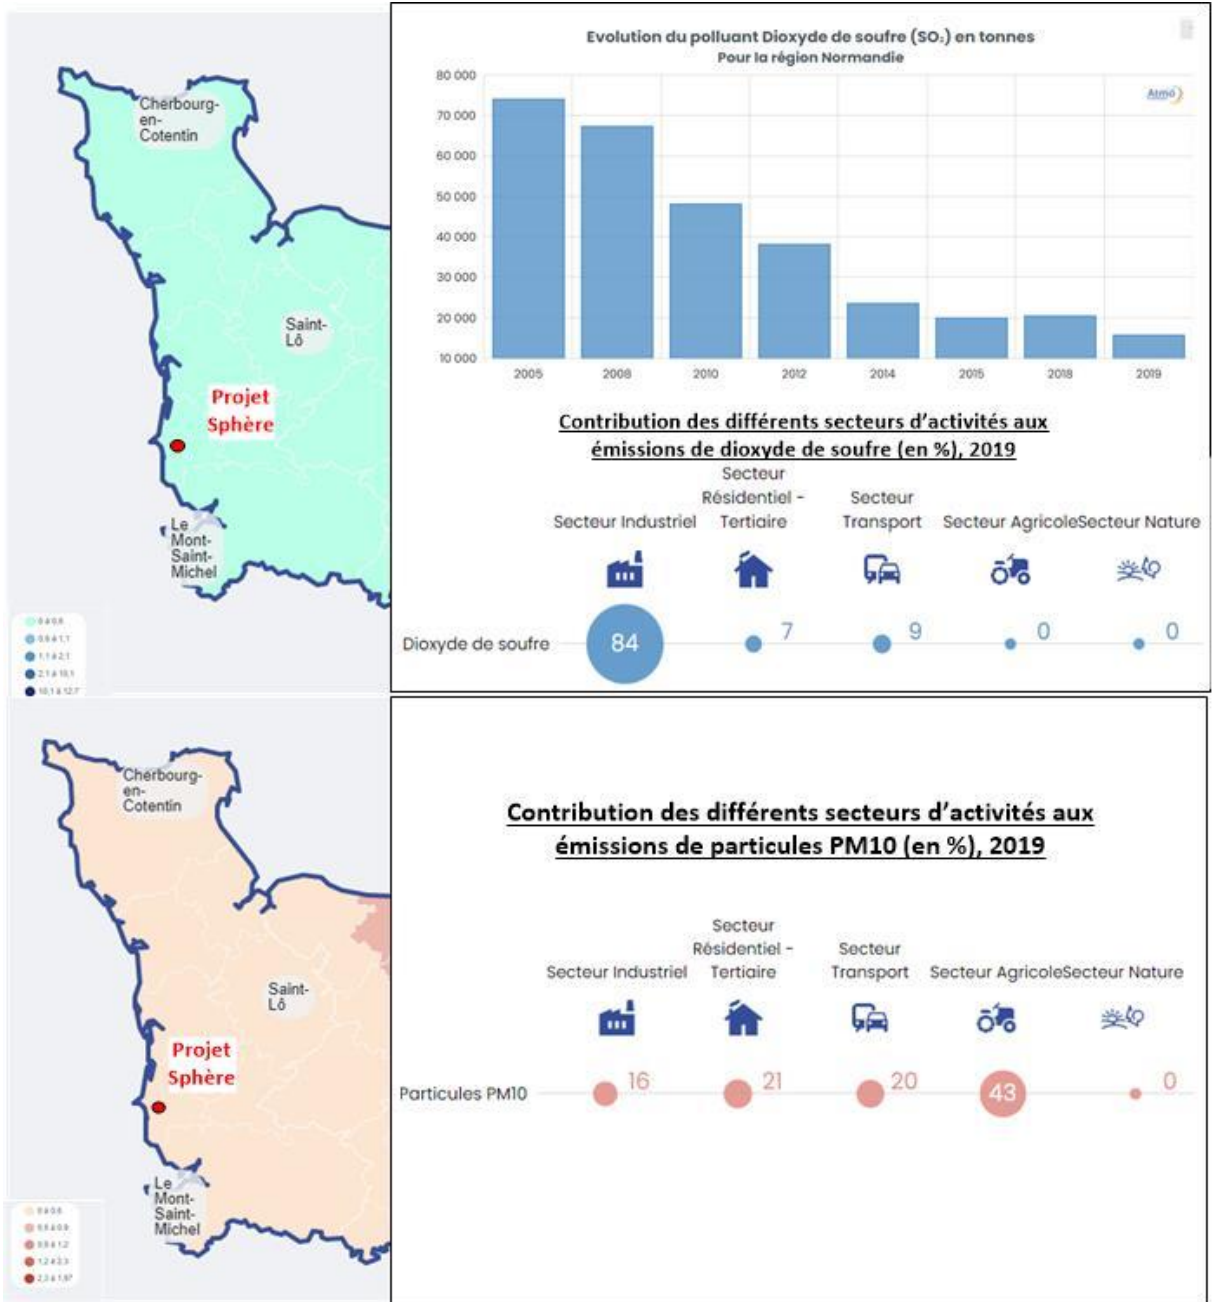 Cherbourg-
en-
Cotentin
Saint-
Lô
Projet
Sphère
Le
Mont-
Saint-
Michel
Evolution du polluant Dioxyde de soufre (SO₂) en tonnes
Pour la région Normandie
Atmo
80 000
70 000
60 000
50 000
40 000
30 000
20 000
10 000
2005 2008 2010 2012 2014 2015 2018 2019
Contribution des différents secteurs d'activités aux
émissions de dioxyde de soufre (en %), 2019
Secteur Industriel
Secteur
Résidentiel -
Tertiaire
Secteur
Transport
Secteur Agricole
Secteur Nature
Dioxyde de soufre 84 7 9 0 0
Cherbourg-
en-
Cotentin
Saint-
Lô
Projet
Sphère
Le
Mont-
Saint-
Michel
Contribution des différents secteurs d'activités aux
émissions de particules PM10 (en %), 2019
Secteur Industriel
Secteur
Résidentiel -
Tertiaire
Secteur
Transport
Secteur Agricole
Secteur Nature
Particules PM10 16 21 20 43 0